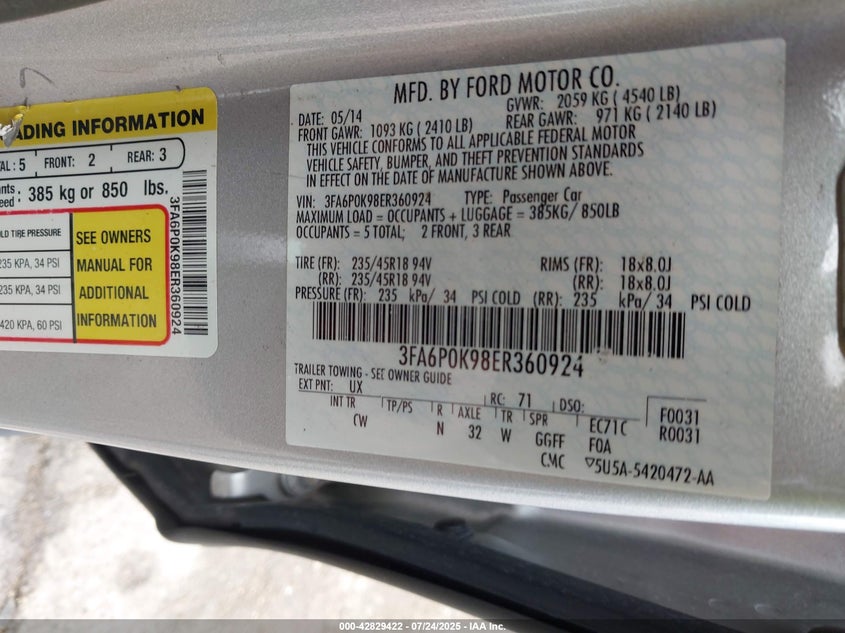 ADING INFORMATION
TAL: 5 FRONT: 2 REAR: 3
385 kg or 850 lbs.
TIRE PRESSURE
235 KPA, 34 PSI
235 KPA, 34 PSI
420 KPA, 60 PSI
SEE OWNERS
MANUAL FOR
ADDITIONAL
INFORMATION
3FA6P0K98ER360924
MFD. BY FORD MOTOR CO.
DATE: 05/14 GVWR: 2059 KG ( 4540 LB)
FRONT GAWR: 1093 KG ( 2410 LB) REAR GAWR: 971 KG ( 2140 LB)
THIS VEHICLE CONFORMS TO ALL APPLICABLE FEDERAL MOTOR
VEHICLE SAFETY, BUMPER, AND THEFT PREVENTION STANDARDS
IN EFFECT ON THE DATE OF MANUFACTURE SHOWN ABOVE.
VIN: 3FA6P0K98ER360924 TYPE: Passenger Car
MAXIMUM LOAD = OCCUPANTS + LUGGAGE = 385KG/ 850LB
OCCUPANTS = 5 TOTAL; 2 FRONT, 3 REAR
TIRE (FR): 235/45R18 94V RIMS (FR): 18x8.0J
(RR): 235/45R18 94V (RR): 18x8.0J
PRESSURE (FR): 235 kPa/ 34 PSI COLD (RR): 235 kPa/ 34 PSI COLD
3FA6P0K98ER360924
TRAILER TOWING - SEE OWNER GUIDE
EXT PNT: UX RC: 71 DSO:
INT TR TP/PS R AXLE TR SPR EC71C F0031
CW N 32 W GGFF F0A R0031
CMC 5U5A-5420472-AA
000-42829422 / 07/24/2025 - IAA Inc.